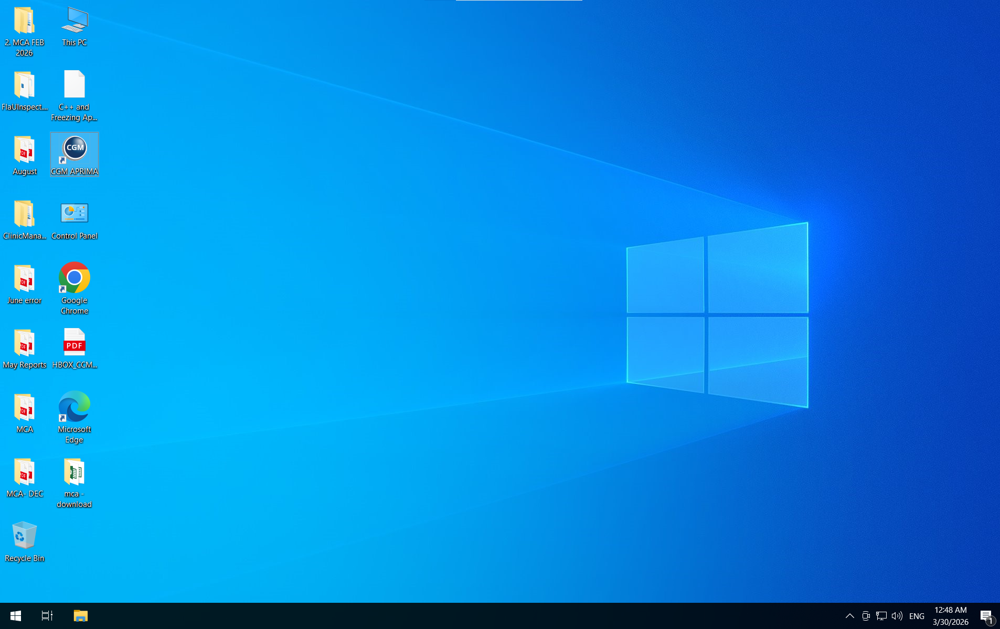 2. MCA FEB
2026
This PC
FlaUInspect....
C++ and
Freezing Ap...
August
CGM
CGM APRIMA
ClinicMana...
Control Panel
June error
Google
Chrome
May Reports
PDF
HBOX_CCM...
MCA
Microsoft
Edge
MCA- DEC
mca -
download
Recycle Bin
ENG
12:48 AM
3/30/2026
1